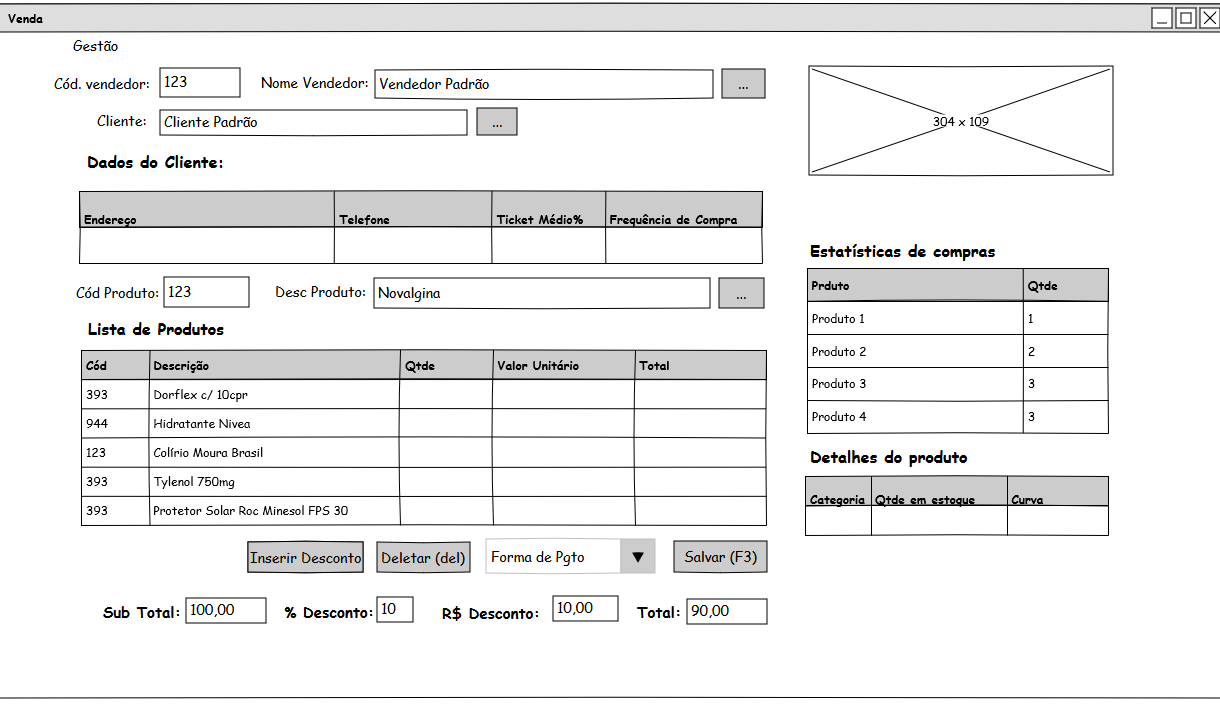 Venda
Gestão
Cód. vendedor: 123 Nome Vendedor: Vendedor Padrão ...
Cliente: Cliente Padrão ...
304 x 109
Dados do Cliente:
Endereço Telefone Ticket Médio% Frequência de Compra
Cód Produto: 123 Desc Produto: Novalgina ...
Lista de Produtos
Cód Descrição Qtde Valor Unitário Total
393 Dorflex c/ 10cpr
944 Hidratante Nivea
123 Colírio Moura Brasil
393 Tylenol 750mg
393 Protetor Solar Roc Minesol FPS 30
Inserir Desconto Deletar (del) Forma de Pgto Salvar (F3)
Sub Total: 100,00 % Desconto: 10 R$ Desconto: 10,00 Total: 90,00
Estatísticas de compras
Prduto Qtde
Produto 1 1
Produto 2 2
Produto 3 3
Produto 4 3
Detalhes do produto
Categoria Qtde em estoque Curva